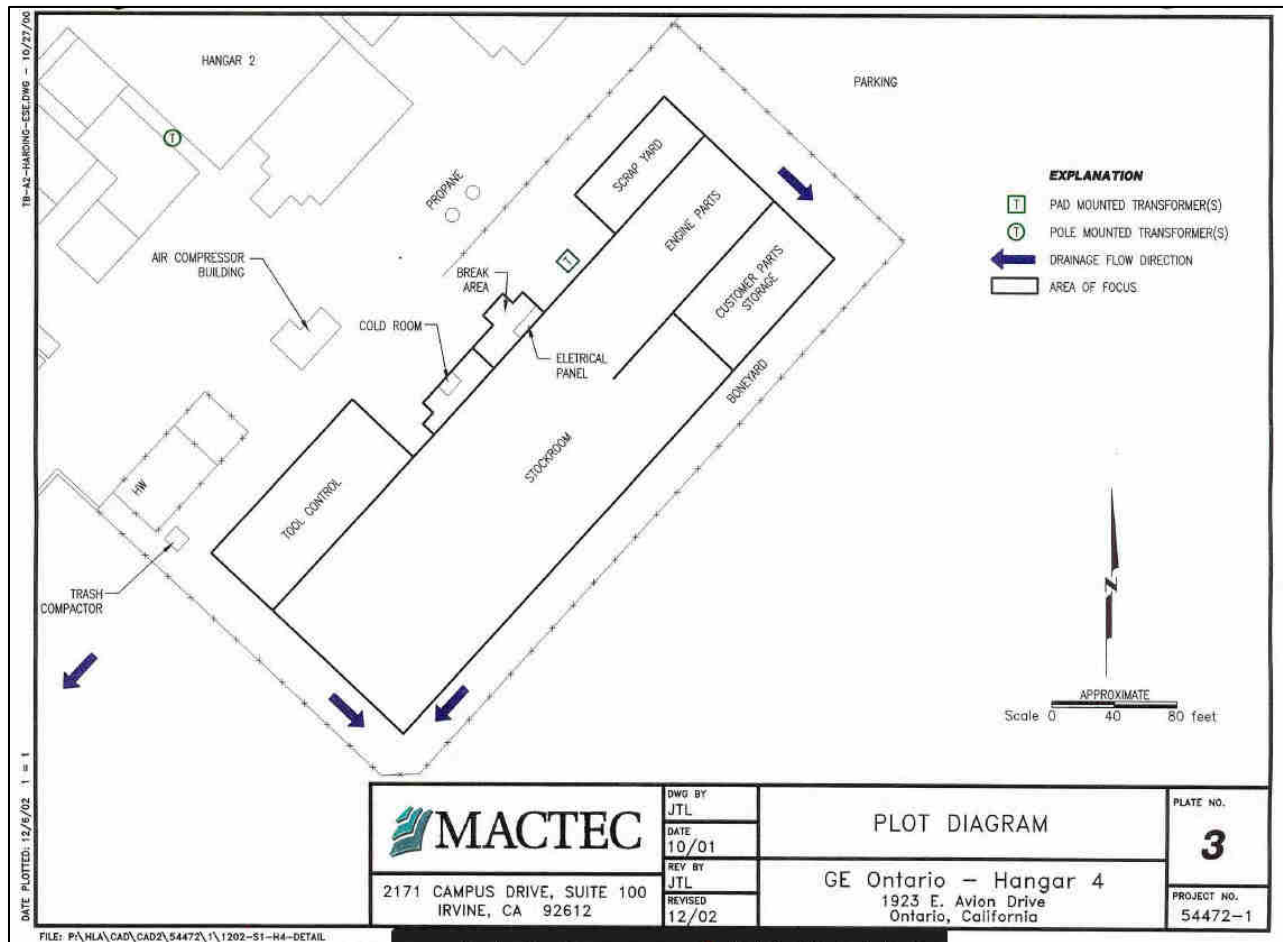 TB-A2-HARDING-ESE.DWG - 10/27/00
HANGAR 2
PARKING
T
PROPANE
SCRAP YARD
ENGINE PARTS
EXPLANATION
T PAD MOUNTED TRANSFORMER(S)
T POLE MOUNTED TRANSFORMER(S)
DRAINAGE FLOW DIRECTION
AREA OF FOCUS
AIR COMPRESSOR
BUILDING
BREAK
AREA
T
CUSTOMER PARTS
STORAGE
COLD ROOM
ELETRICAL
PANEL
BONEYARD
STOCKROOM
HW
TOOL CONTROL
TRASH
COMPACTOR
N
APPROXIMATE
Scale 0 40 80 feet
DATE PLOTTED: 12/6/02 1 = 1
MACTEC
2171 CAMPUS DRIVE, SUITE 100
IRVINE, CA 92612
DWG BY
JTL
DATE
10/01
REV BY
JTL
REVISED
12/02
PLOT DIAGRAM
GE Ontario - Hangar 4
1923 E. Avion Drive
Ontario, California
PLATE NO.
3
PROJECT NO.
54472-1
FILE: P:\HLA\CAD\CAD2\54472\1\1202-S1-H4-DETAIL